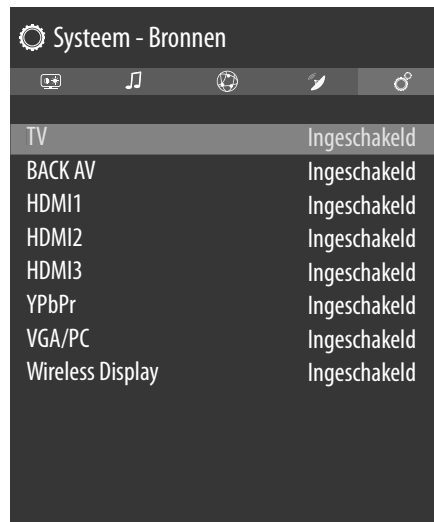 Systeem - Bronnen
TV Ingeschakeld
BACK AV Ingeschakeld
HDMI1 Ingeschakeld
HDMI2 Ingeschakeld
HDMI3 Ingeschakeld
YPbPr Ingeschakeld
VGA/PC Ingeschakeld
Wireless Display Ingeschakeld